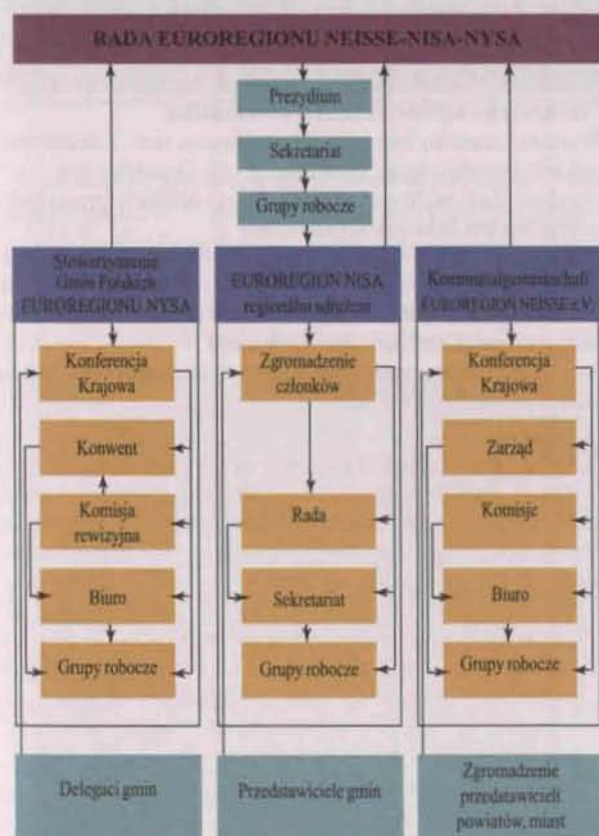 RADA EUROREGIONU NEISSE-NISA-NYSA
Prezydium
Sekretariat
Grupy robocze
Stowarzyszenie
Gmin Polskich
EUROREGIONU NYSA
EUROREGION NISA
regionální sdružení
Kommunalgemeinschaft
EUROREGION NEISSE e.V.
Konferencja
Krajowa
Konwent
Komisja
rewizyjna
Biuro
Grupy robocze
Zgromadzenie
członków
Rada
Sekretariat
Grupy robocze
Konferencja
Krajowa
Zarząd
Komisje
Biuro
Grupy robocze
Delegaci gmin
Przedstawiciele gmin
Zgromadzenie
przedstawicieli
powiatów, miast